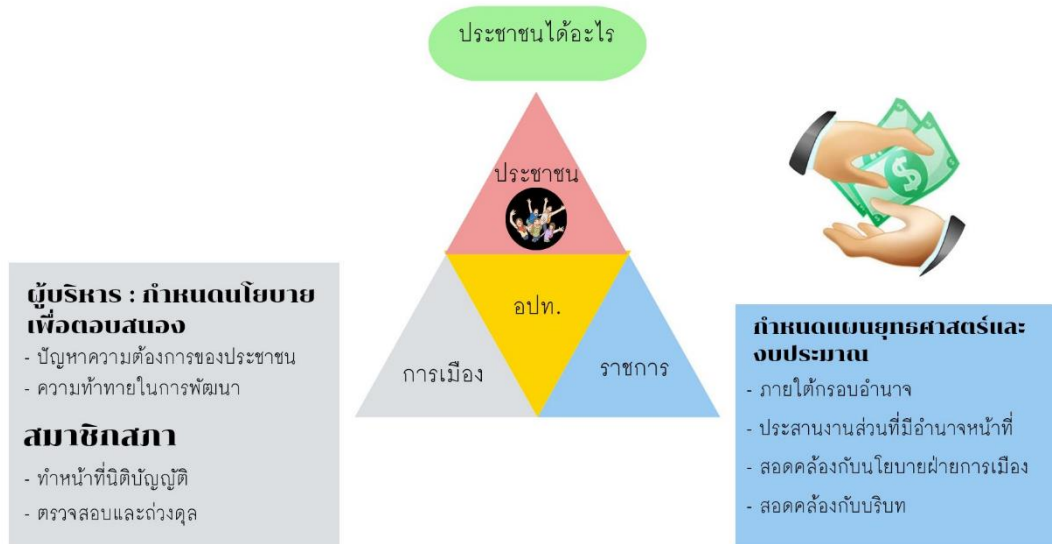 ประชาชนได้อะไร
ประชาชน
อปท.
การเมือง
ราชการ
ผู้บริหาร : กำหนดนโยบาย
เพื่อตอบสนอง
- ปัญหาความต้องการของประชาชน
- ความท้าทายในการพัฒนา
สมาชิกสภา
- ทำหน้าที่นิติบัญญัติ
- ตรวจสอบและถ่วงดุล
กำหนดแผนยุทธศาสตร์และ
งบประมาณ
- ภายใต้กรอบอำนาจ
- ประสานงานส่วนที่มีอำนาจหน้าที่
- สอดคล้องกับนโยบายฝ่ายการเมือง
- สอดคล้องกับบริบท